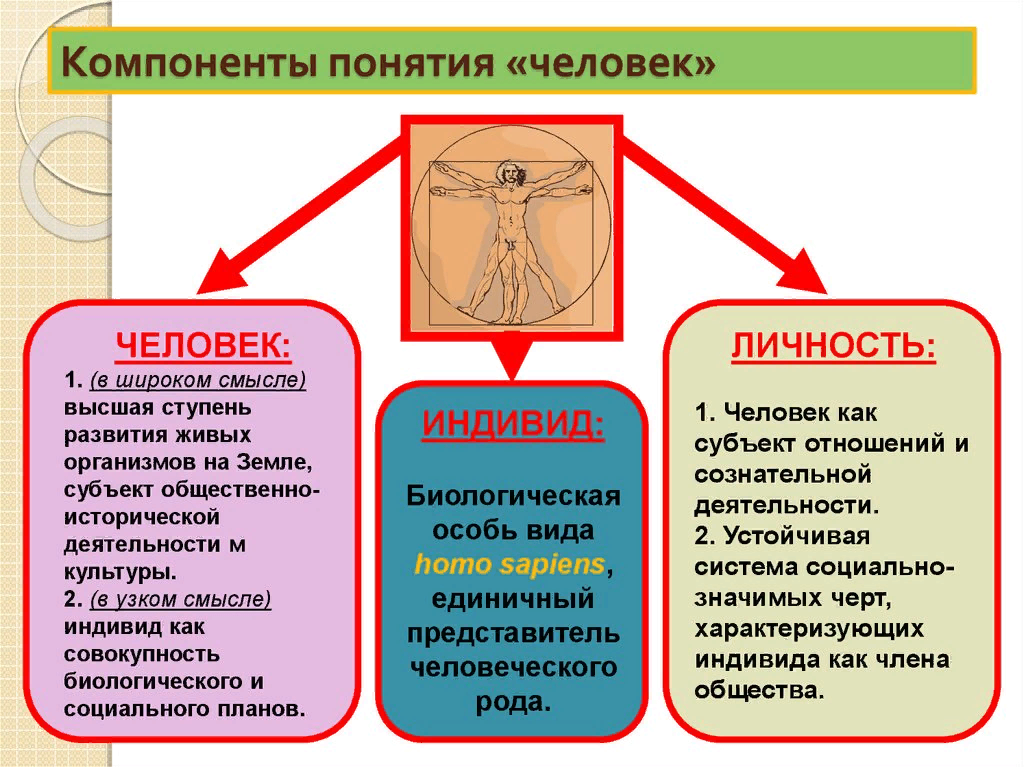 Компоненты понятия «человек»
ЧЕЛОВЕК:
1. (в широком смысле)
высшая ступень
развития живых
организмов на Земле,
субъект общественно-
исторической
деятельности м
культуры.
2. (в узком смысле)
индивид как
совокупность
биологического и
социального планов.
ИНДИВИД:
Биологическая
особь вида
homo sapiens,
единичный
представитель
человеческого
рода.
ЛИЧНОСТЬ:
1. Человек как
субъект отношений и
сознательной
деятельности.
2. Устойчивая
система социально-
значимых черт,
характеризующих
индивида как члена
общества.